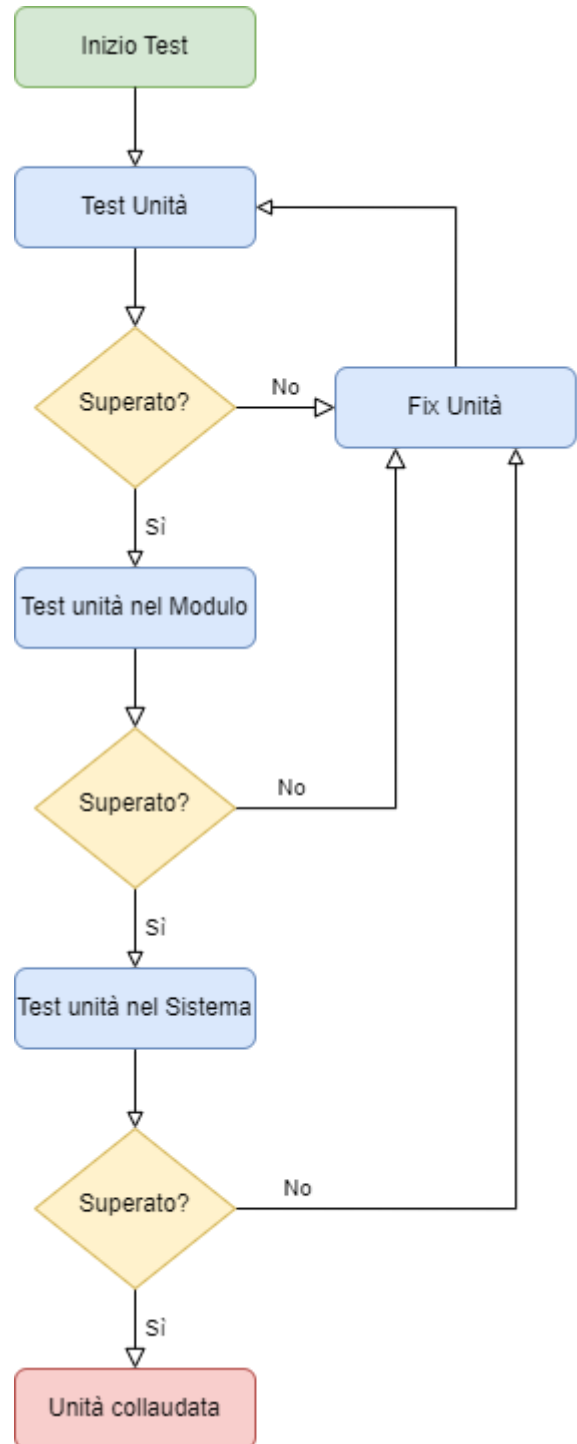 Inizio Test
Test Unità
Superato?
No
Fix Unità
Sì
Test unità nel Modulo
Superato?
No
Sì
Test unità nel Sistema
Superato?
No
Sì
Unità collaudata